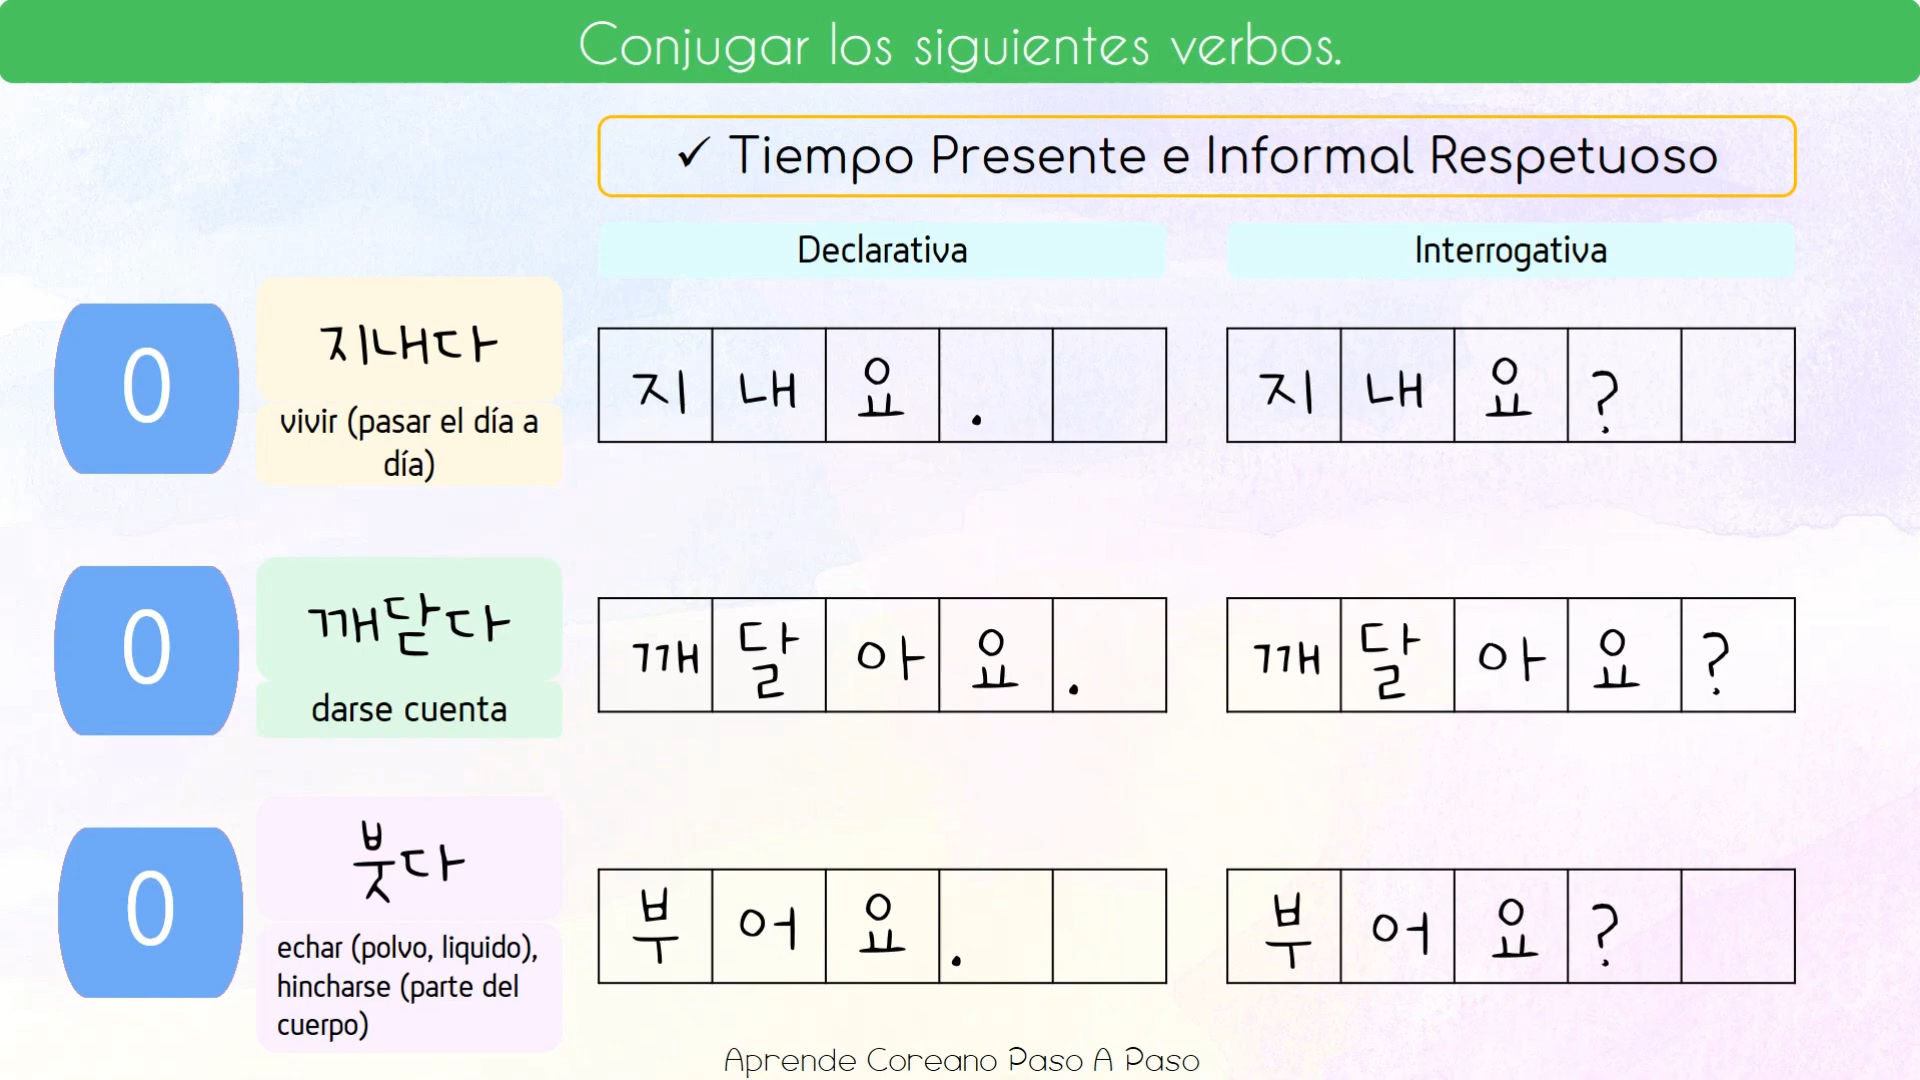 Conjugar los siguientes verbos.
✓ Tiempo Presente e Informal Respetuoso
Declarativa
Interrogativa
0
지내다
vivir (pasar el día a
día)
지내요.
지내요?
0
깨닫다
darse cuenta
깨달아요.
깨달아요?
0
붓다
echar (polvo, liquido),
hincharse (parte del
cuerpo)
부어요.
부어요?
Aprende Coreano Paso A Paso